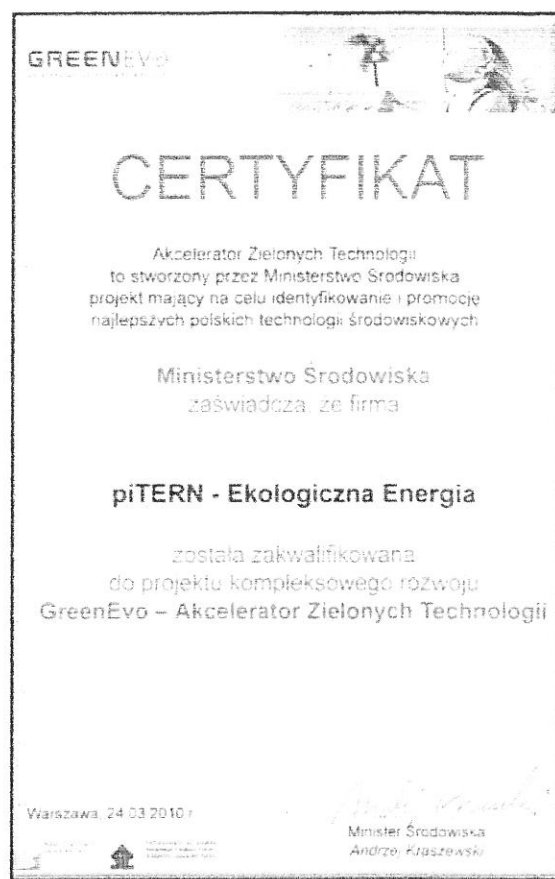 GREENEVO
CERTYFIKAT
Akcelerator Zielonych Technologii
to stworzony przez Ministerstwo Środowiska
projekt mający na celu identyfikowanie i promocję
najlepszych polskich technologii środowiskowych
Ministerstwo Środowiska
zaświadcza, że firma
piTERN - Ekologiczna Energia
została zakwalifikowana
do projektu kompleksowego rozwoju
GreenEvo – Akcelerator Zielonych Technologii
Warszawa, 24.03.2010 r.
Minister Środowiska
Andrzej Kraszewski